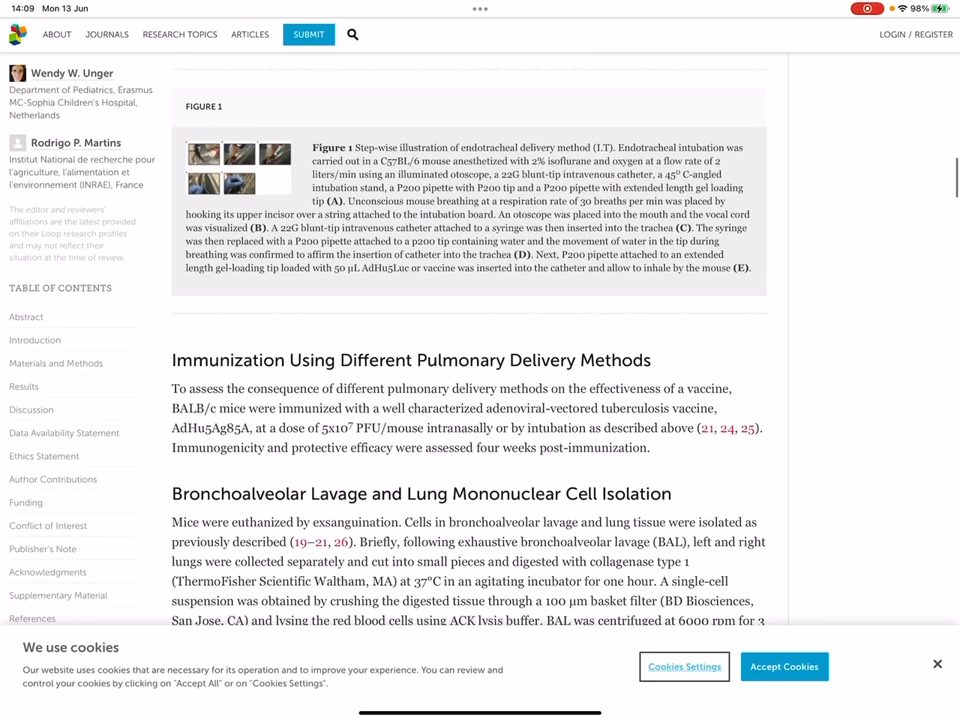 14:09 Mon 13 Jun
98%
ABOUT JOURNALS RESEARCH TOPICS ARTICLES SUBMIT LOGIN / REGISTER
Wendy W. Unger
Department of Pediatrics, Erasmus
MC-Sophia Children's Hospital,
Netherlands
Rodrigo P. Martins
Institut National de recherche pour
l'agriculture, l'alimentation et
l'environnement (INRAE), France
The editor and reviewers'
affiliations are the latest provided
on their Loop research profiles
and may not reflect their
situation at the time of review.
TABLE OF CONTENTS
Abstract
Introduction
Materials and Methods
Results
Discussion
Data Availability Statement
Ethics Statement
Author Contributions
Funding
Conflict of Interest
Publisher's Note
Acknowledgments
Supplementary Material
References
FIGURE 1
Figure 1 Step-wise illustration of endotracheal delivery method (I.T). Endotracheal intubation was
carried out in a C57BL/6 mouse anesthetized with 2% isoflurane and oxygen at a flow rate of 2
liters/min using an illuminated otoscope, a 22G blunt-tip intravenous catheter, a 45⁰ C-angled
intubation stand, a P200 pipette with P200 tip and a P200 pipette with extended length gel loading
tip (A). Unconscious mouse breathing at a respiration rate of 30 breaths per min was placed by
hooking its upper incisor over a string attached to the intubation board. An otoscope was placed into the mouth and the vocal cord
was visualized (B). A 22G blunt-tip intravenous catheter attached to a syringe was then inserted into the trachea (C). The syringe
was then replaced with a P200 pipette attached to a p200 tip containing water and the movement of water in the tip during
breathing was confirmed to affirm the insertion of catheter into the trachea (D). Next, P200 pipette attached to an extended
length gel-loading tip loaded with 50 μL AdHu5Luc or vaccine was inserted into the catheter and allow to inhale by the mouse (E).
Immunization Using Different Pulmonary Delivery Methods
To assess the consequence of different pulmonary delivery methods on the effectiveness of a vaccine,
BALB/c mice were immunized with a well characterized adenoviral-vectored tuberculosis vaccine,
AdHu5Ag85A, at a dose of 5x10⁷ PFU/mouse intranasally or by intubation as described above (21, 24, 25).
Immunogenicity and protective efficacy were assessed four weeks post-immunization.
Bronchoalveolar Lavage and Lung Mononuclear Cell Isolation
Mice were euthanized by exsanguination. Cells in bronchoalveolar lavage and lung tissue were isolated as
previously described (19–21, 26). Briefly, following exhaustive bronchoalveolar lavage (BAL), left and right
lungs were collected separately and cut into small pieces and digested with collagenase type 1
(ThermoFisher Scientific Waltham, MA) at 37°C in an agitating incubator for one hour. A single-cell
suspension was obtained by crushing the digested tissue through a 100 μm basket filter (BD Biosciences,
San Jose, CA) and lysing the red blood cells using ACK lysis buffer. BAL was centrifuged at 6000 rpm for 3
We use cookies
Our website uses cookies that are necessary for its operation and to improve your experience. You can review and
control your cookies by clicking on "Accept All" or on "Cookies Settings".
Cookies Settings
Accept Cookies